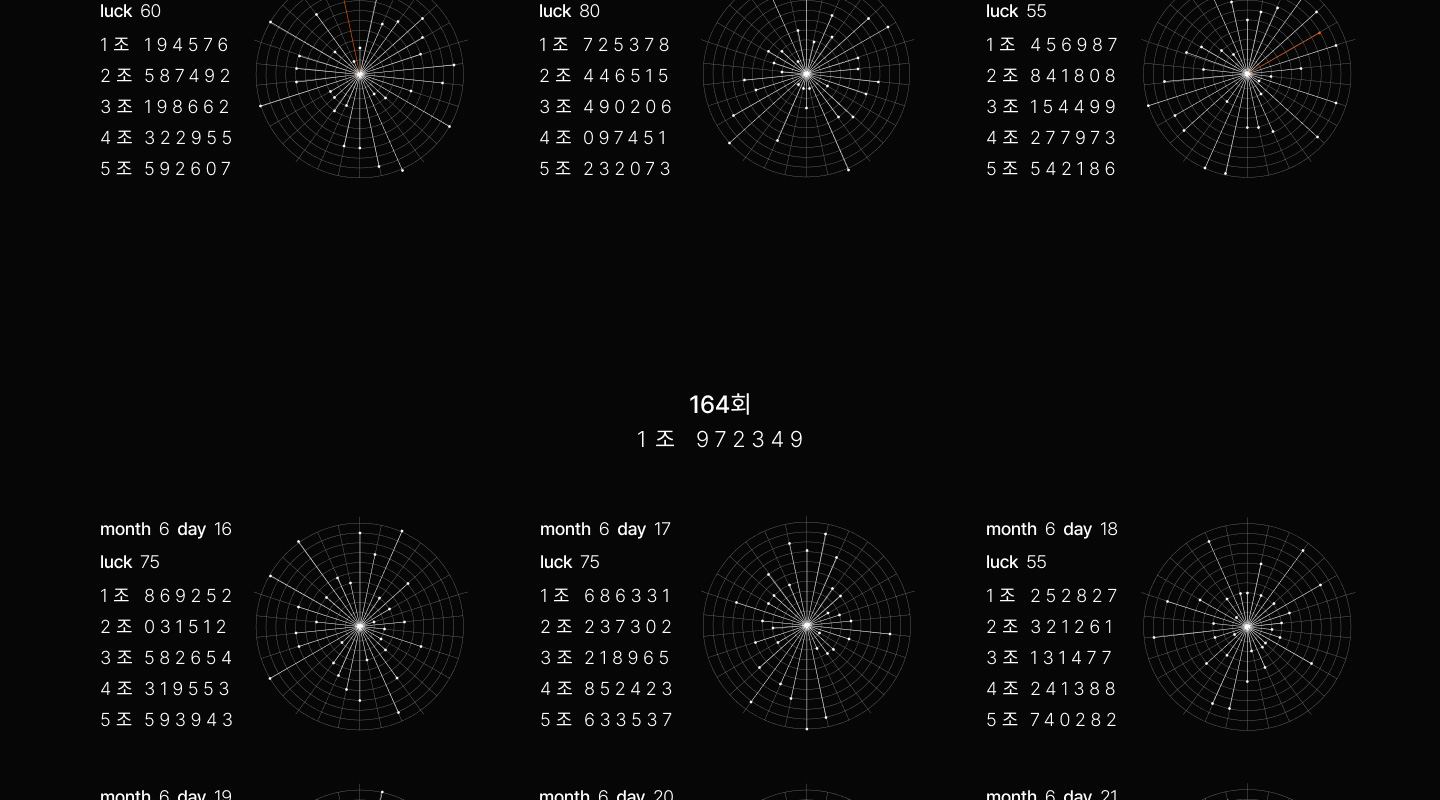 luck 60
1조 194576
2조 587492
3조 198662
4조 322955
5조 592607
luck 80
1조 725378
2조 446515
3조 490206
4조 097451
5조 232073
luck 55
1조 456987
2조 841808
3조 154499
4조 277973
5조 542186
164회
1조 972349
month 6 day 16
luck 75
1조 869252
2조 031512
3조 582654
4조 319553
5조 593943
month 6 day 17
luck 75
1조 686331
2조 237302
3조 218965
4조 852423
5조 633537
month 6 day 18
luck 55
1조 252827
2조 321261
3조 131477
4조 241388
5조 740282
month 6 day 19
month 6 day 20
month 6 day 21